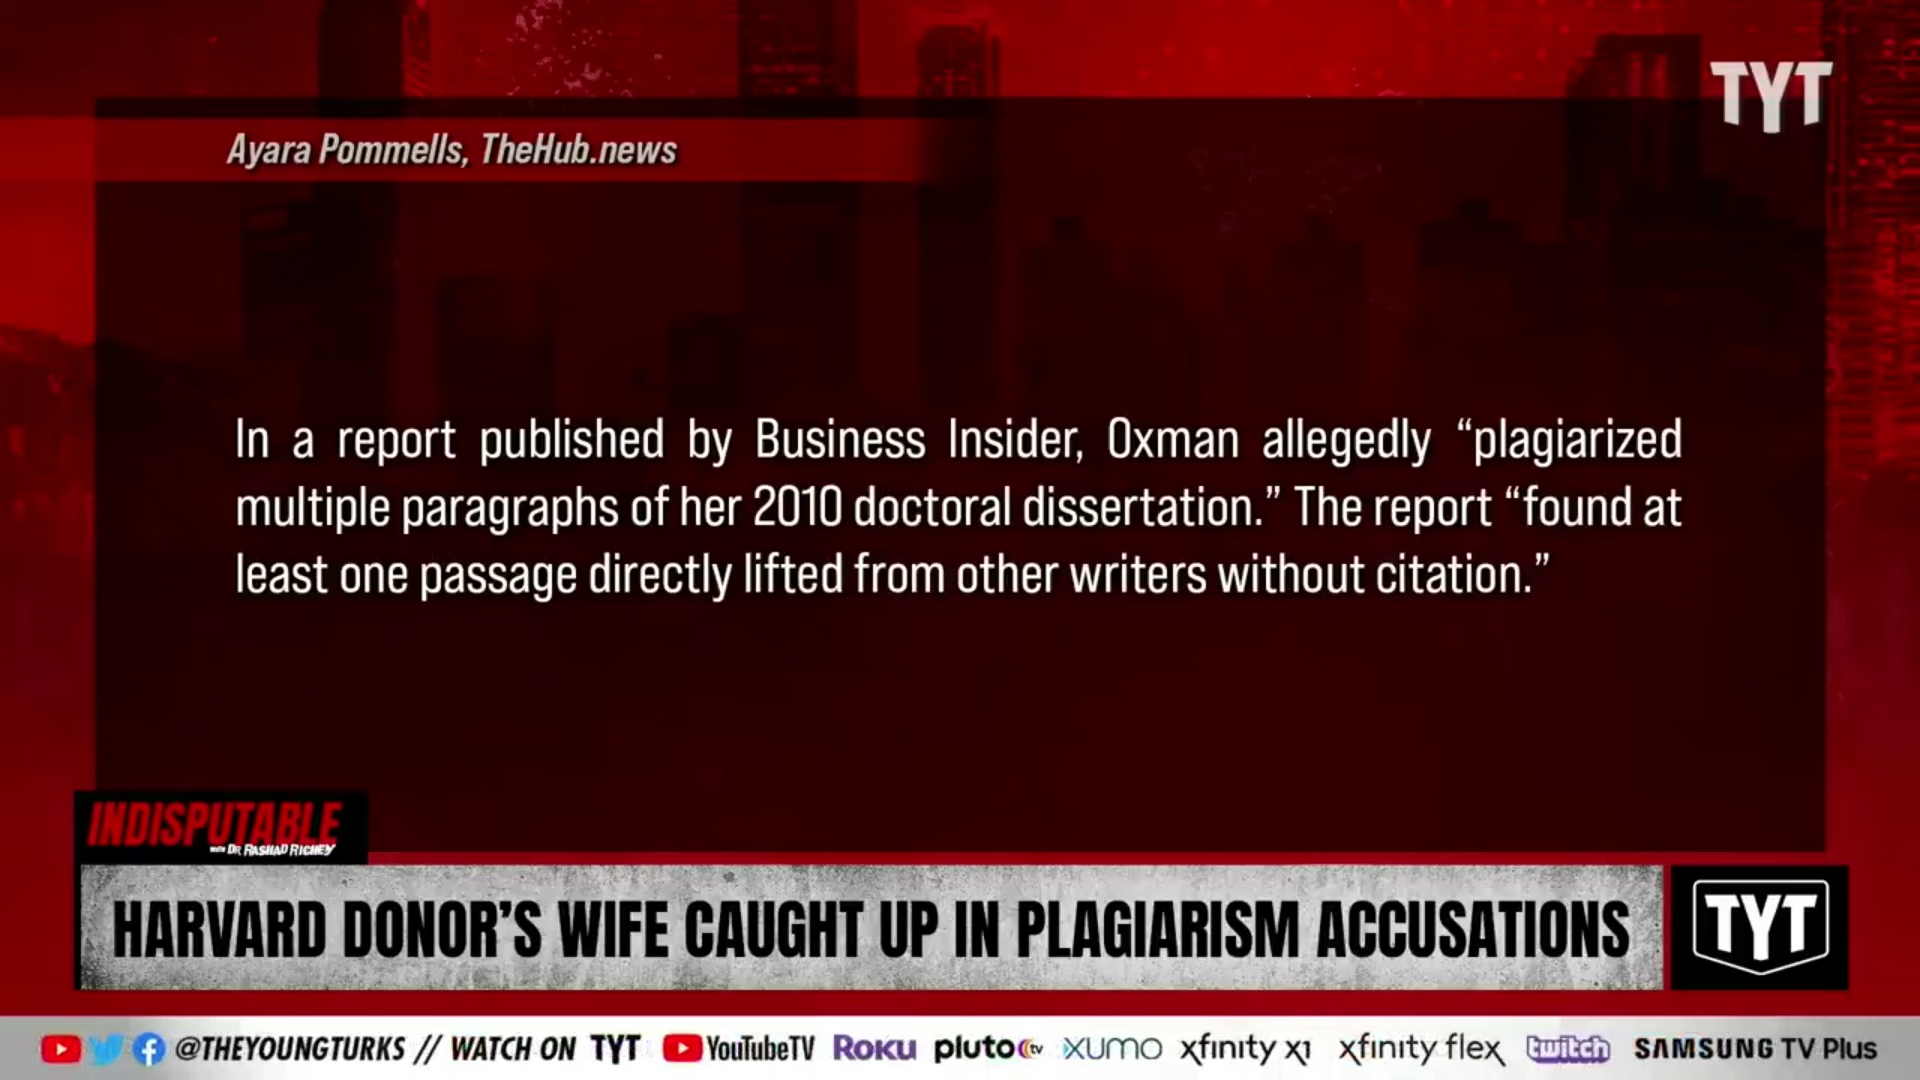 TYT
Ayara Pommells, TheHub.news
In a report published by Business Insider, Oxman allegedly “plagiarized
multiple paragraphs of her 2010 doctoral dissertation.” The report “found at
least one passage directly lifted from other writers without citation.”
INDISPUTABLE
WITH DR. RASHAD RICHEY
HARVARD DONOR’S WIFE CAUGHT UP IN PLAGIARISM ACCUSATIONS
TYT
@THEYOUNGTURKS // WATCH ON TYT YouTubeTV ROKU pluto tv XUMO xfinity x1 xfinity flex twitch SAMSUNG TV Plus